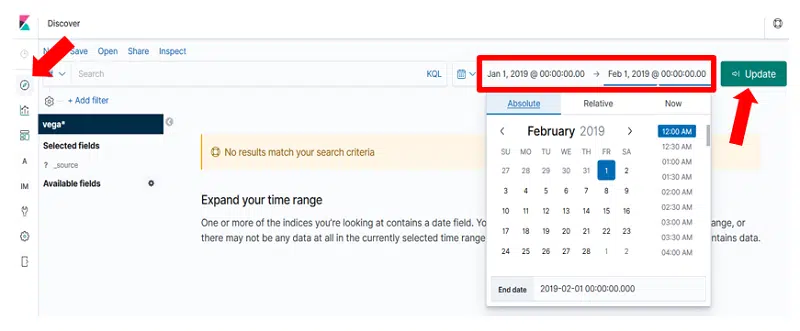 Discover
Save Open Share Inspect
Search KQL Jan 1, 2019 @ 00:00:00.00 → Feb 1, 2019 @ 00:00:00.00 Update
+ Add filter
vega*
Selected fields
? _source
Available fields
No results match your search criteria
Expand your time range
One or more of the indices you're looking at contains a date field. Yo
nge, or
there may not be any data at all in the currently selected time range
ntains data.
A
IM
Absolute Relative Now
February 2019
SU MO TU WE TH FR SA
27 28 29 30 31 1 2
3 4 5 6 7 8 9
10 11 12 13 14 15 16
17 18 19 20 21 22 23
24 25 26 27 28 1 2
12:00 AM
12:30 AM
01:00 AM
01:30 AM
02:00 AM
02:30 AM
03:00 AM
03:30 AM
04:00 AM
End date 2019-02-01 00:00:00.000